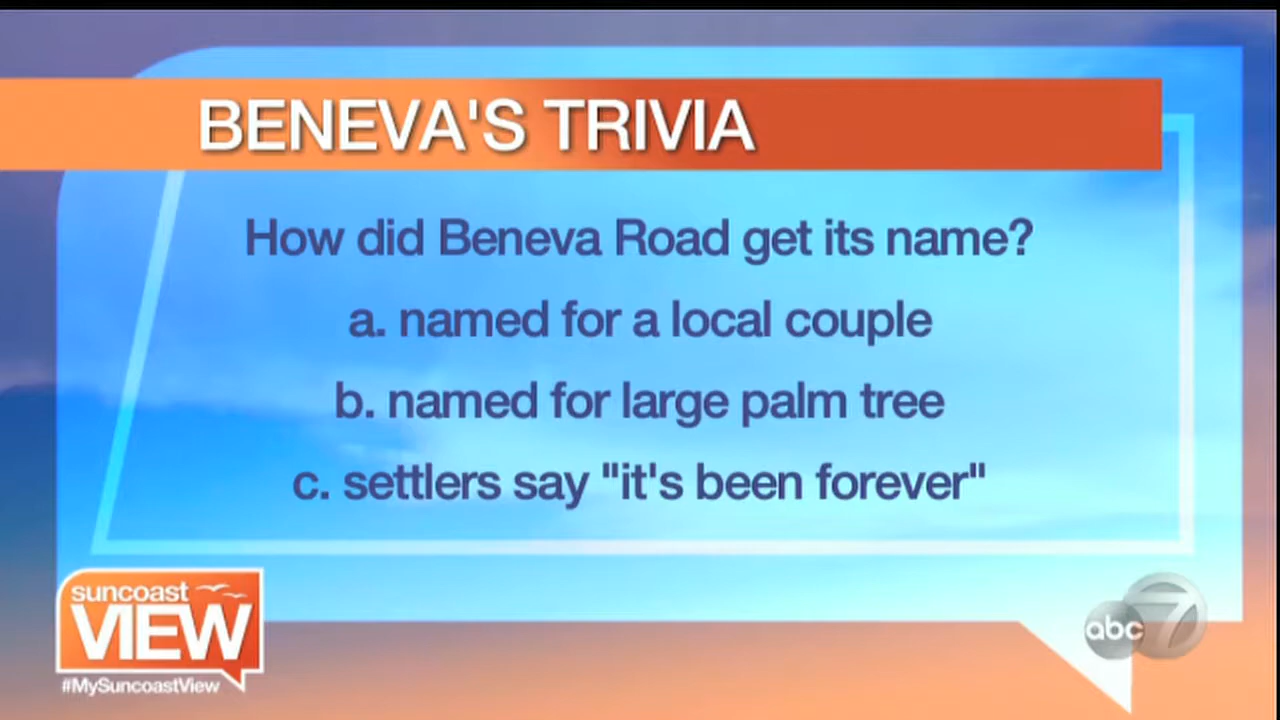 BENEVA'S TRIVIA
How did Beneva Road get its name?
a. named for a local couple
b. named for large palm tree
c. settlers say "it's been forever"
suncoast
VIEW
#MySuncoastView
abc 7